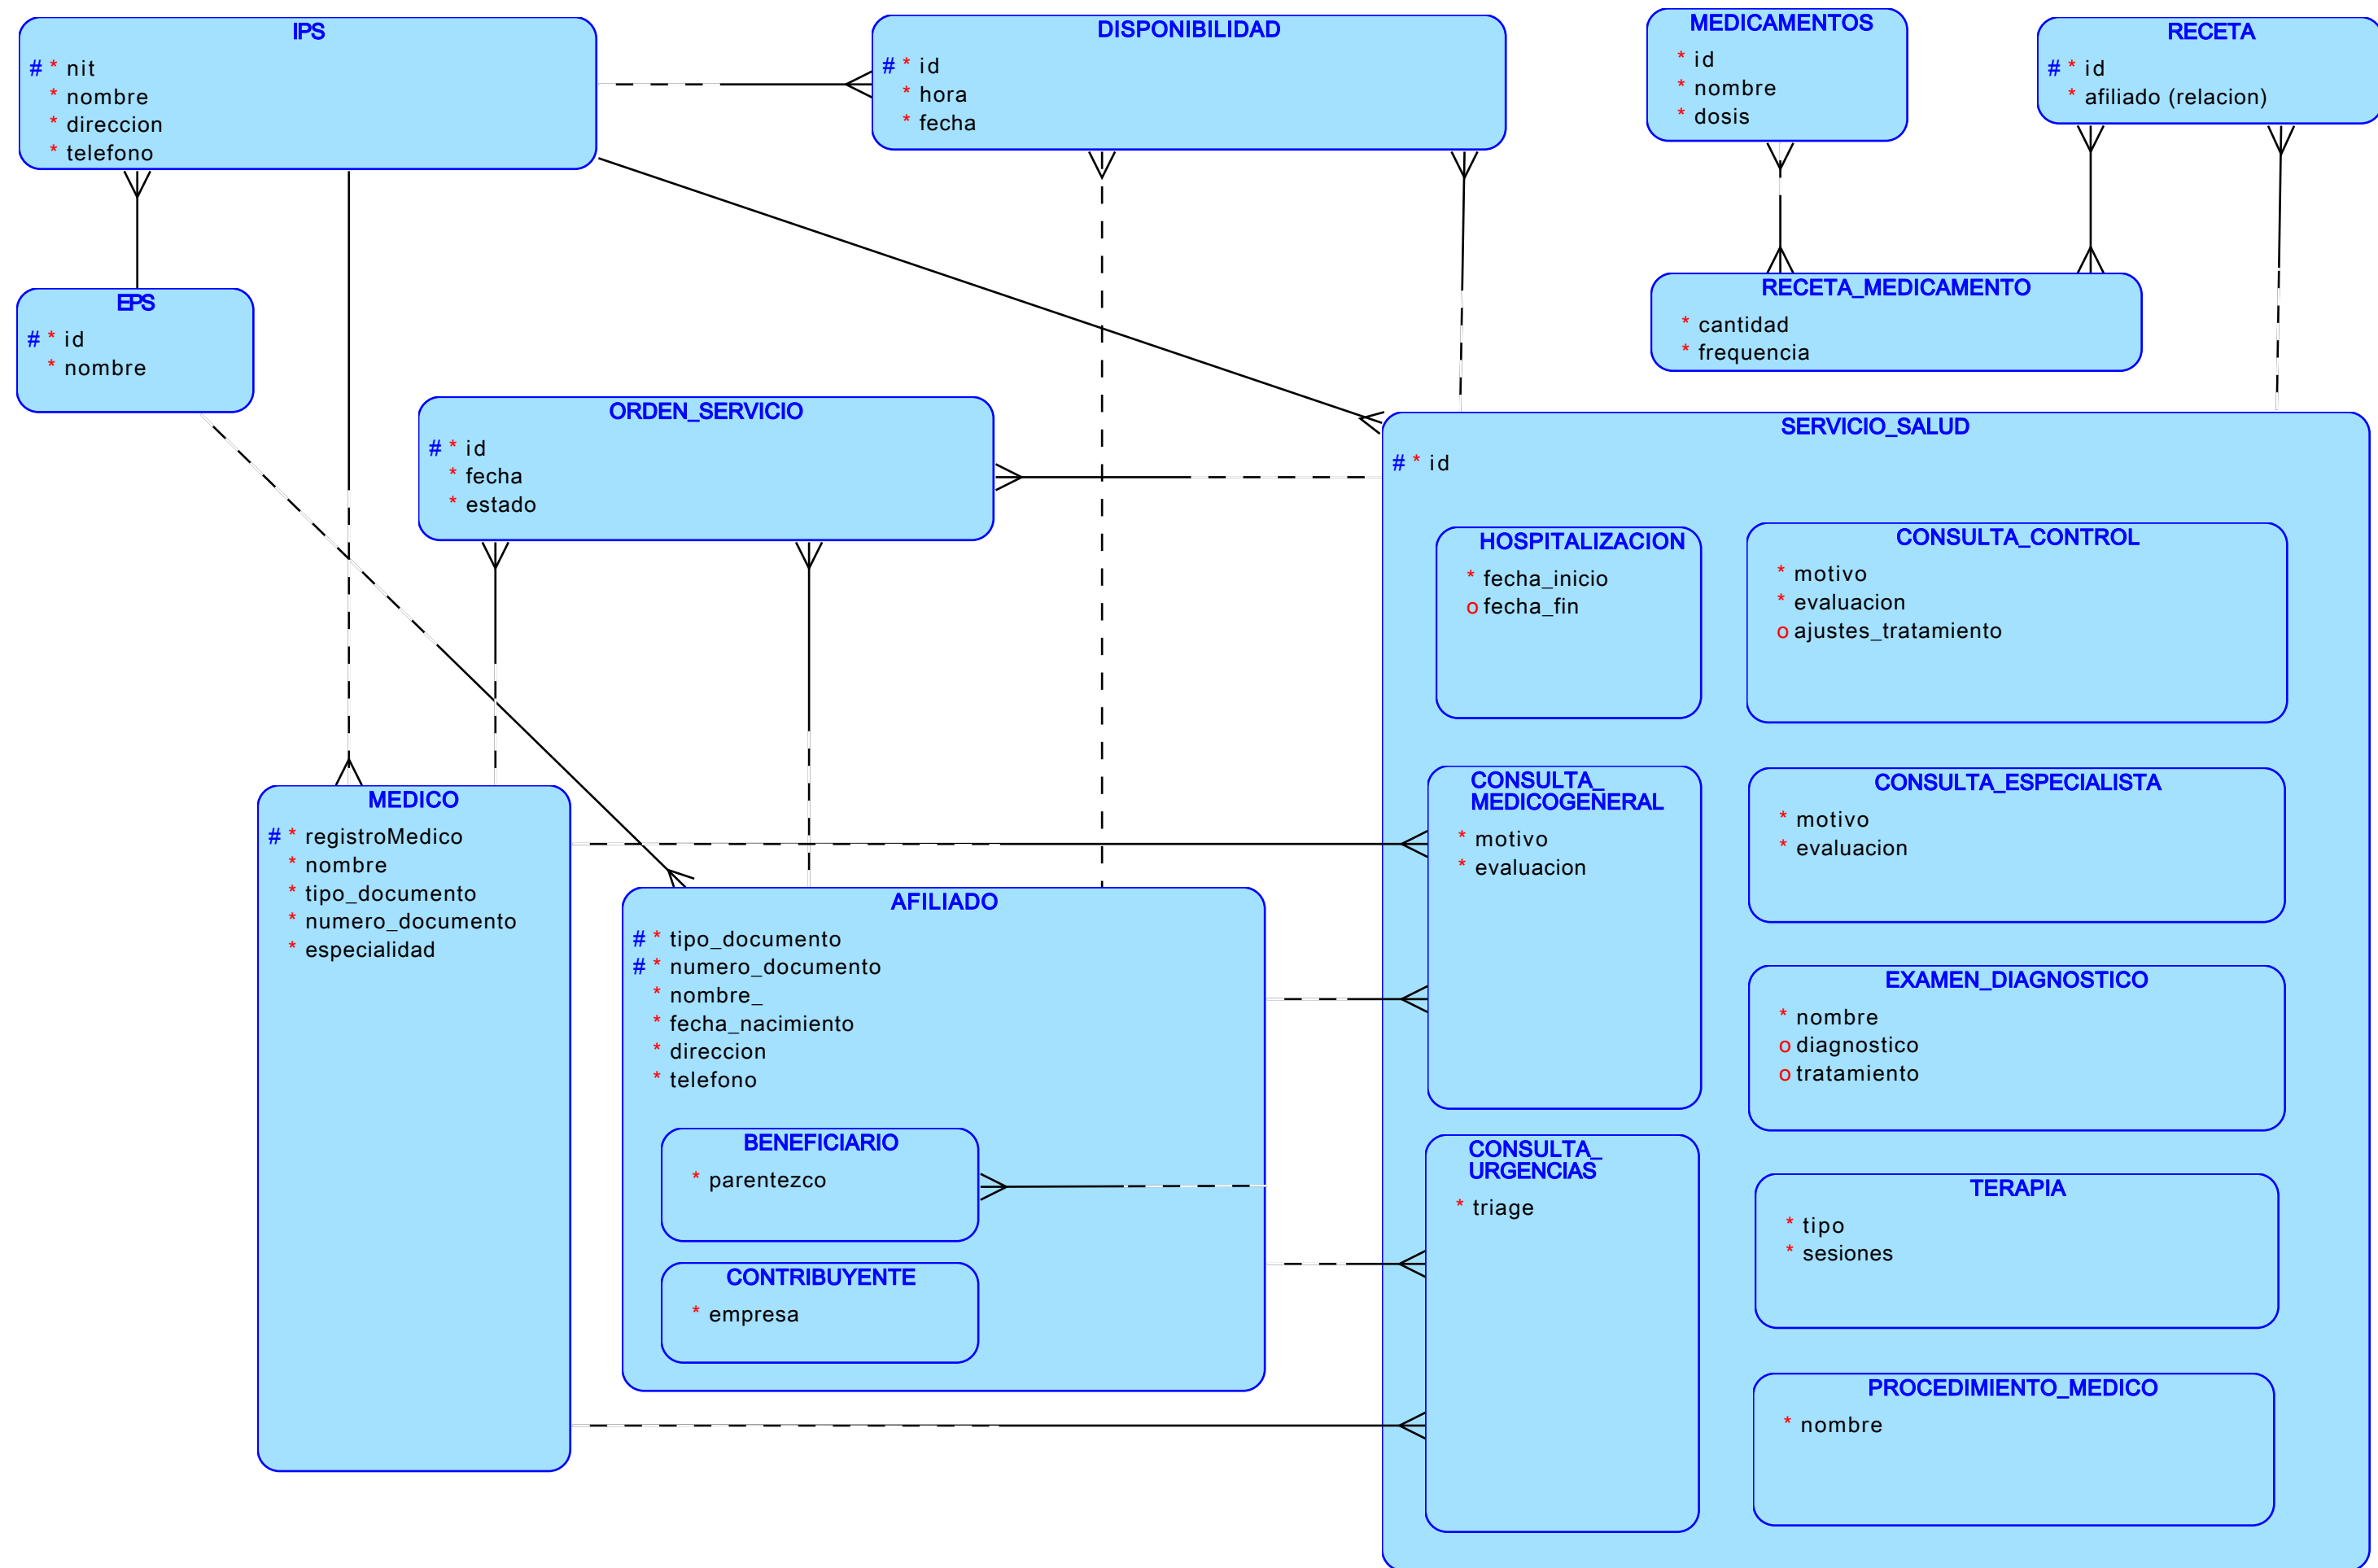 IPS
# * nit
* nombre
* direccion
* telefono
DISPONIBILIDAD
# * id
* hora
* fecha
MEDICAMENTOS
* id
* nombre
* dosis
RECETA
# * id
* afiliado (relacion)
EPS
# * id
* nombre
RECETA_MEDICAMENTO
* cantidad
* frequencia
ORDEN_SERVICIO
# * id
* fecha
* estado
SERVICIO_SALUD
# * id
HOSPITALIZACION
* fecha_inicio
o fecha_fin
CONSULTA_CONTROL
* motivo
* evaluacion
o ajustes_tratamiento
MEDICO
# * registroMedico
* nombre
* tipo_documento
* numero_documento
* especialidad
CONSULTA_
MEDICOGENERAL
* motivo
* evaluacion
CONSULTA_ESPECIALISTA
* motivo
* evaluacion
AFILIADO
# * tipo_documento
# * numero_documento
* nombre_
* fecha_nacimiento
* direccion
* telefono
EXAMEN_DIAGNOSTICO
* nombre
o diagnostico
o tratamiento
BENEFICIARIO
* parentezco
CONTRIBUYENTE
* empresa
CONSULTA_
URGENCIAS
* triage
TERAPIA
* tipo
* sesiones
PROCEDIMIENTO_MEDICO
* nombre